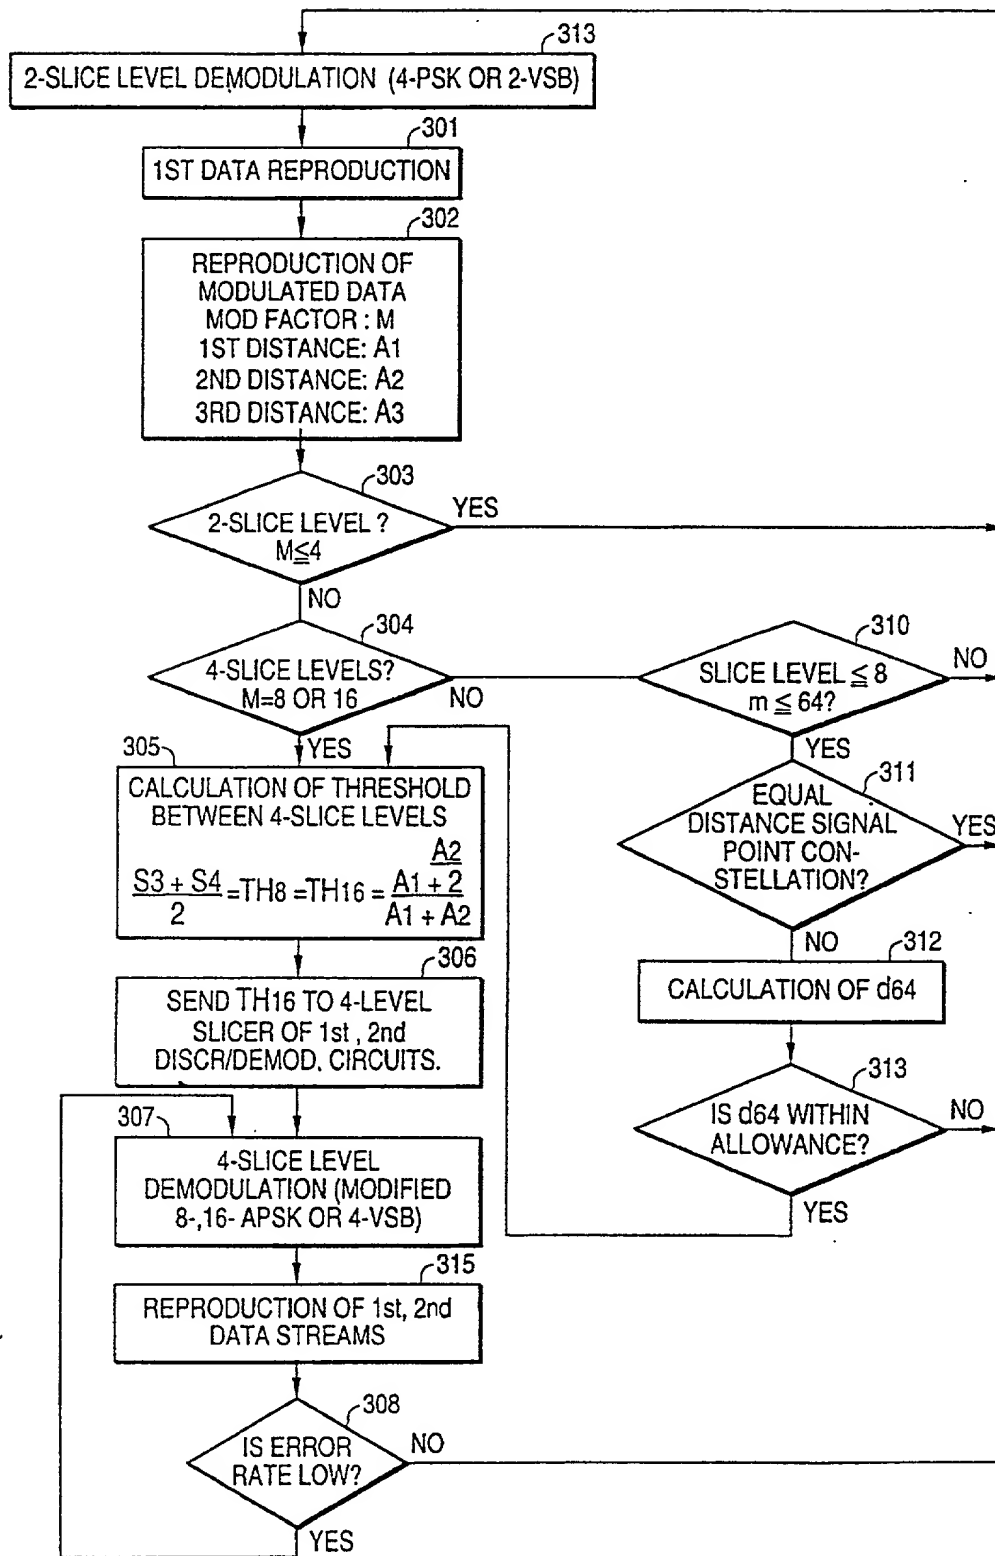 313
2-SLICE LEVEL DEMODULATION (4-PSK OR 2-VSB)
301
1ST DATA REPRODUCTION
302
REPRODUCTION OF
MODULATED DATA
MOD FACTOR : M
1ST DISTANCE: A1
2ND DISTANCE: A2
3RD DISTANCE: A3
303
2-SLICE LEVEL ?
M≦4
YES
NO
304
4-SLICE LEVELS?
M=8 OR 16
NO
YES
310
SLICE LEVEL ≦ 8
m ≦ 64?
NO
YES
305
CALCULATION OF THRESHOLD
BETWEEN 4-SLICE LEVELS
A2
S3 + S4 =TH8 =TH16 = A1 + 2
2 A1 + A2
311
EQUAL
DISTANCE SIGNAL
POINT CON-
STELLATION?
YES
NO
306
SEND TH16 TO 4-LEVEL
SLICER OF 1st , 2nd
DISCR/DEMOD. CIRCUITS.
312
CALCULATION OF d64
313
IS d64 WITHIN
ALLOWANCE?
NO
YES
307
4-SLICE LEVEL
DEMODULATION (MODIFIED
8-,16- APSK OR 4-VSB)
315
REPRODUCTION OF 1st, 2nd
DATA STREAMS
308
IS ERROR
RATE LOW?
NO
YES